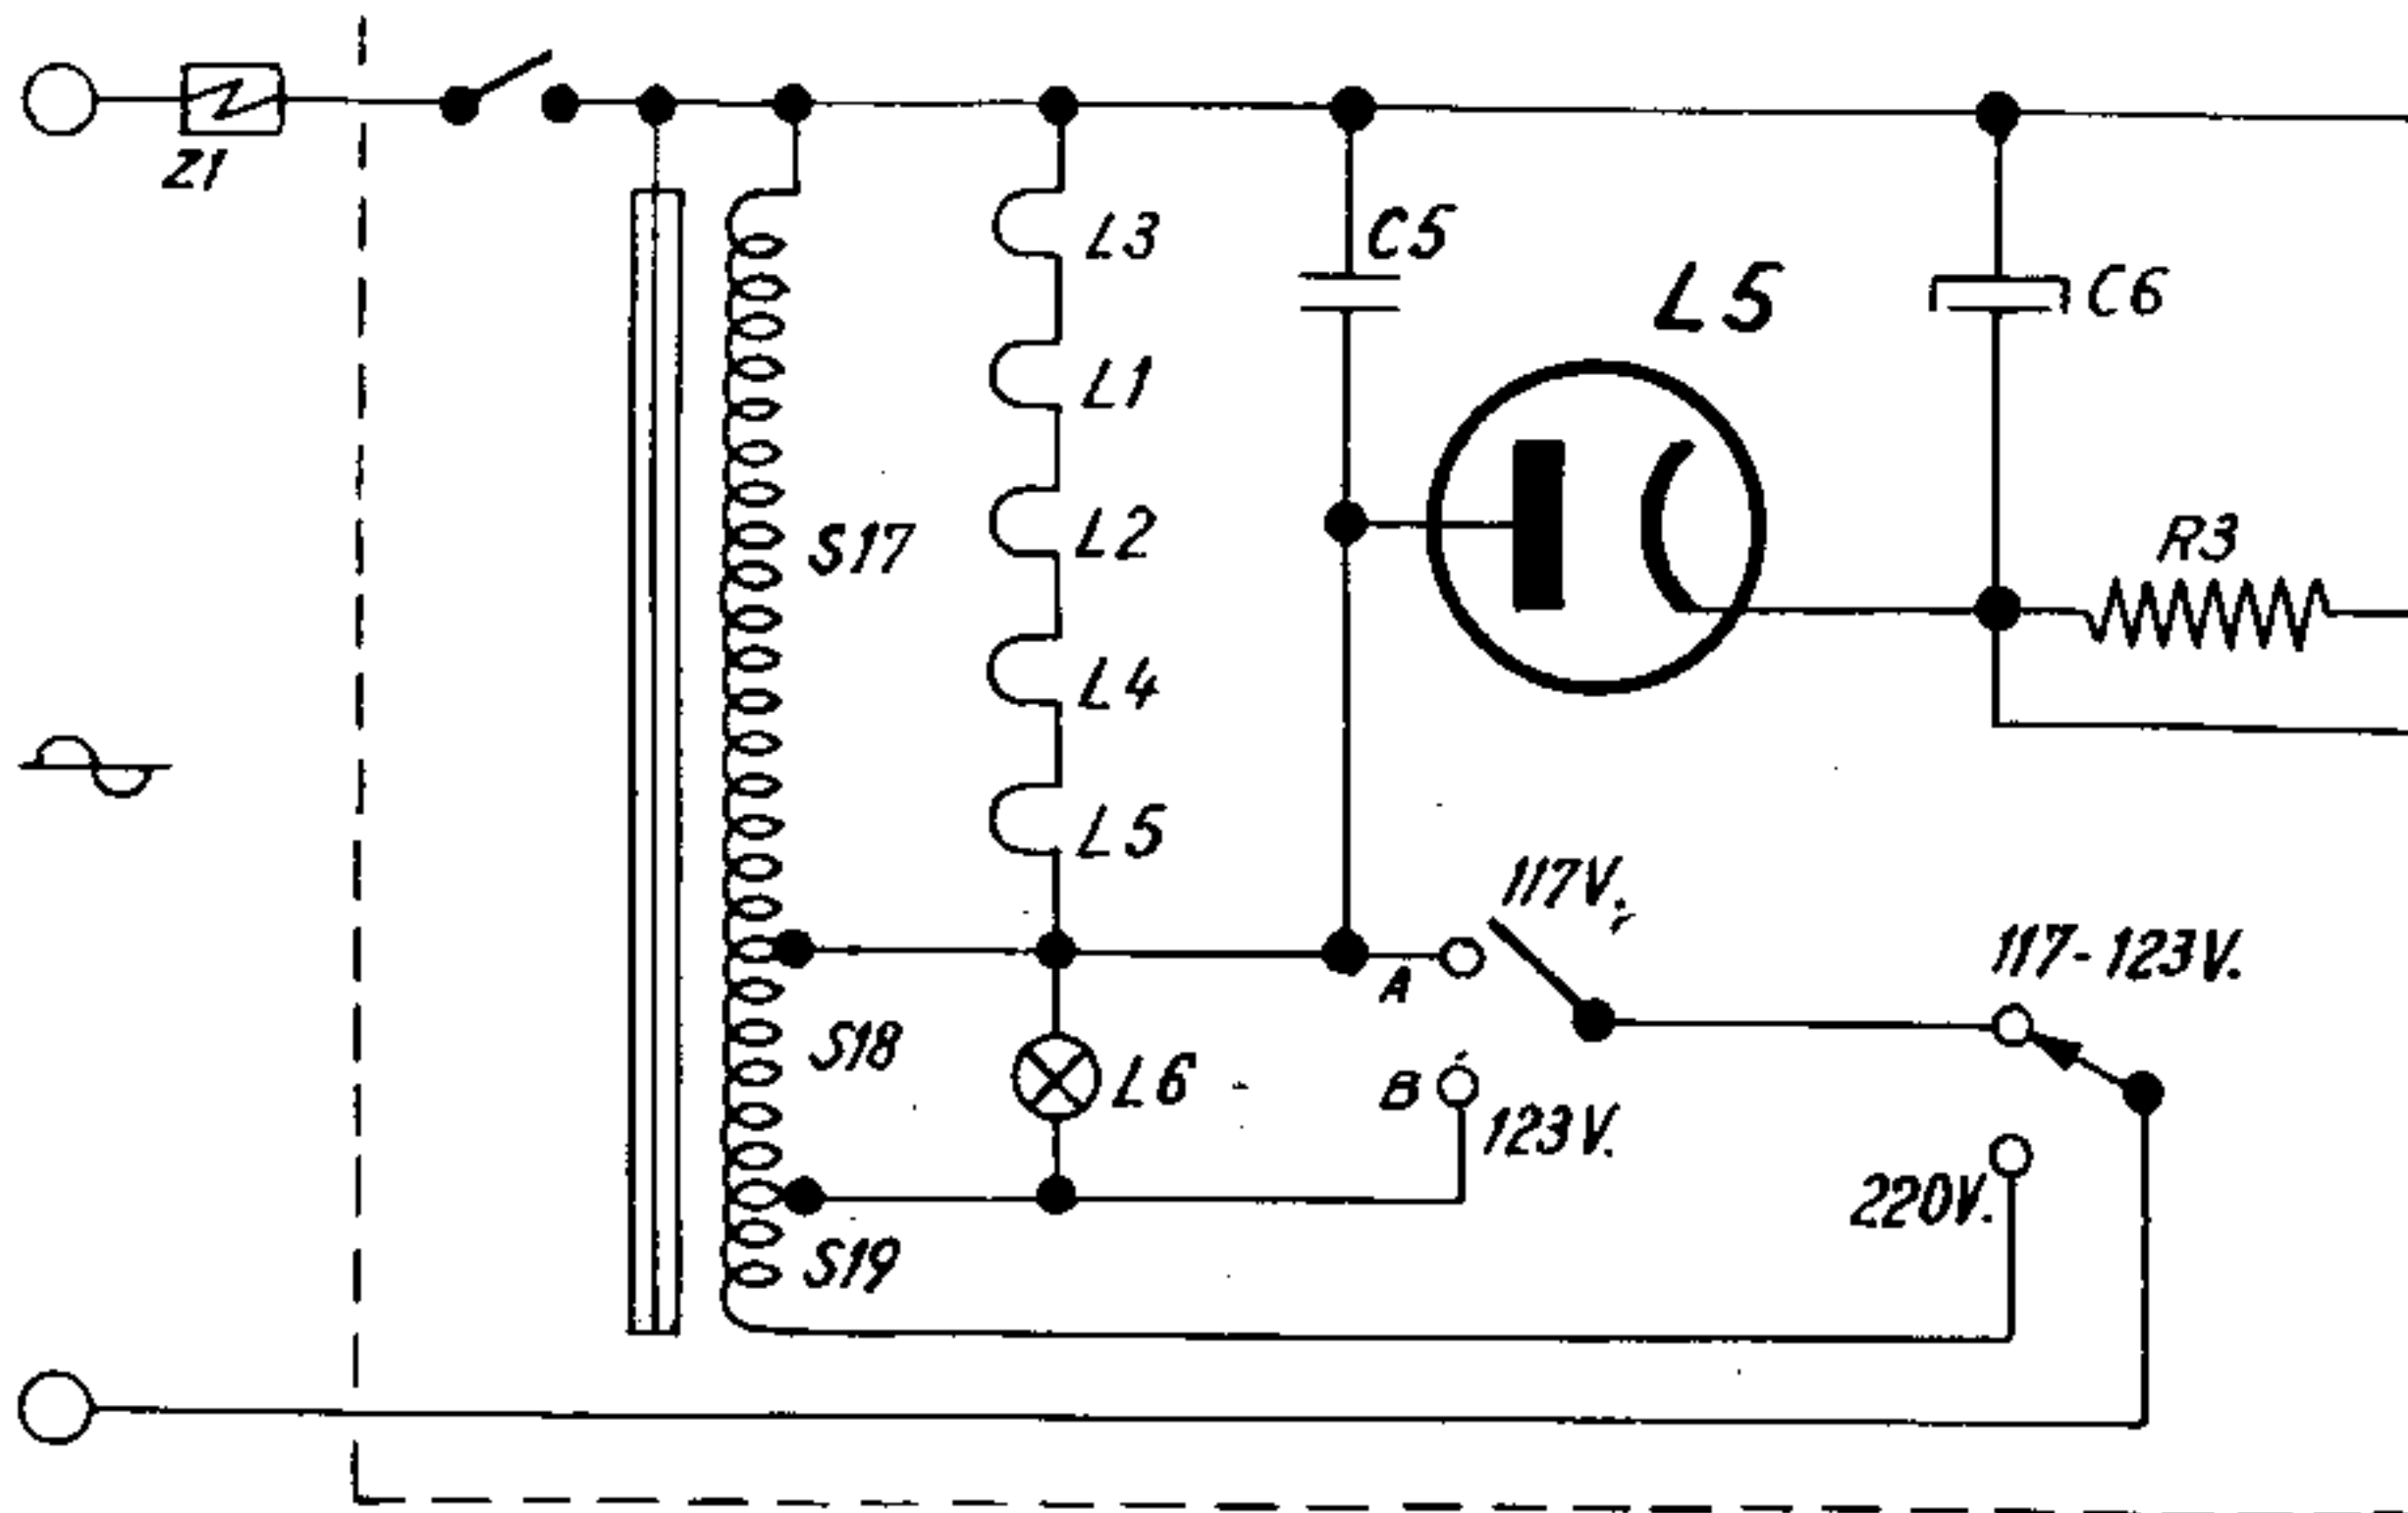 Z1
L3
C5
L5
C6
L1
S17
L2
R3
L4
L5
117V.
117-123V.
A
S18
L6
B
123V.
220V.
S19